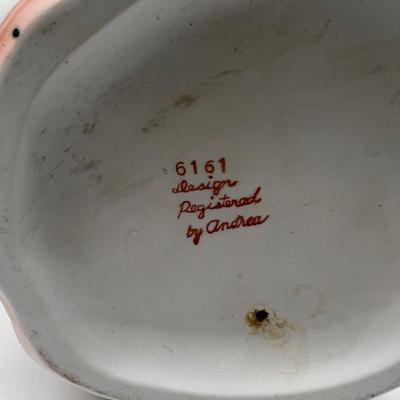 6161
Design
Registered
by Andrea